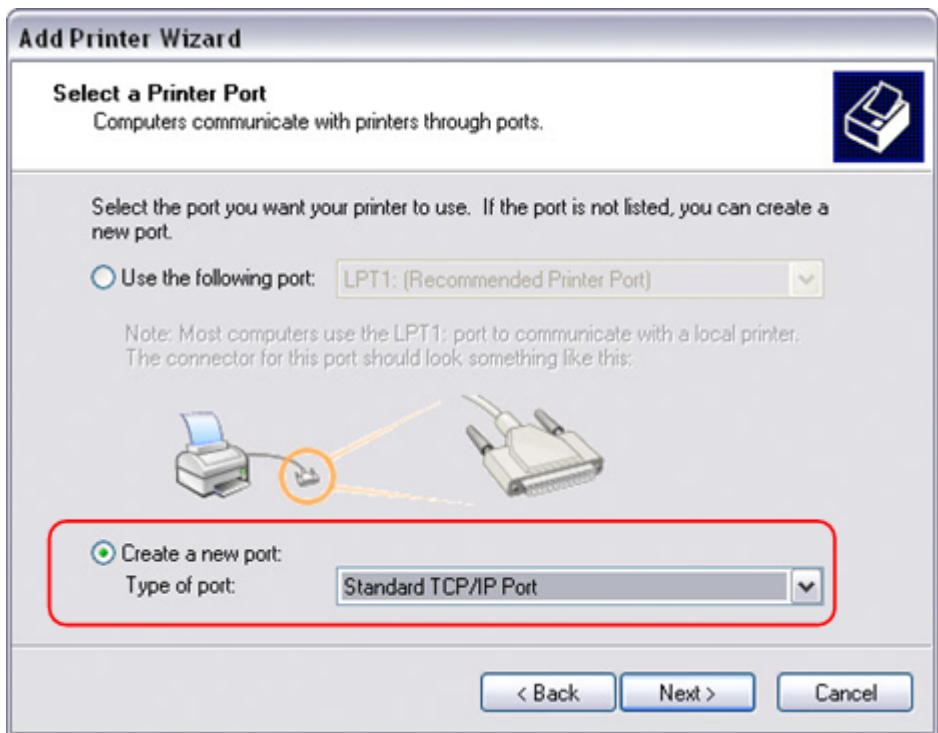 Add Printer Wizard
Select a Printer Port
Computers communicate with printers through ports.
Select the port you want your printer to use. If the port is not listed, you can create a
new port.
Use the following port: LPT1: (Recommended Printer Port)
Note: Most computers use the LPT1: port to communicate with a local printer.
The connector for this port should look something like this:
Create a new port:
Type of port: Standard TCP/IP Port
< Back Next > Cancel